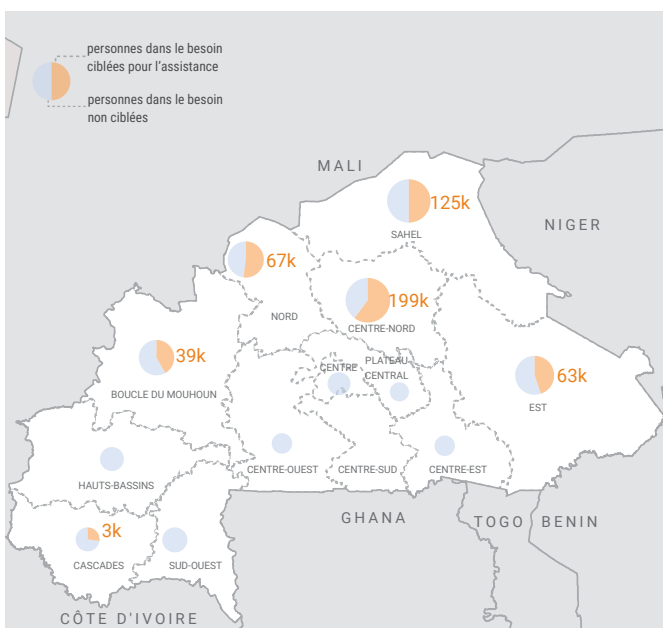 personnes dans le besoin
ciblées pour l'assistance
personnes dans le besoin
non ciblées
MALI
NIGER
125k
SAHEL
67k
NORD
199k
CENTRE-NORD
39k
BOUCLE DU MOUHOUN
CENTRE
PLATEAU-
CENTRAL
63k
EST
HAUTS-BASSINS
CENTRE-OUEST
CENTRE-SUD
CENTRE-EST
3k
CASCADES
SUD-OUEST
GHANA
TOGO
BENIN
CÔTE D'IVOIRE